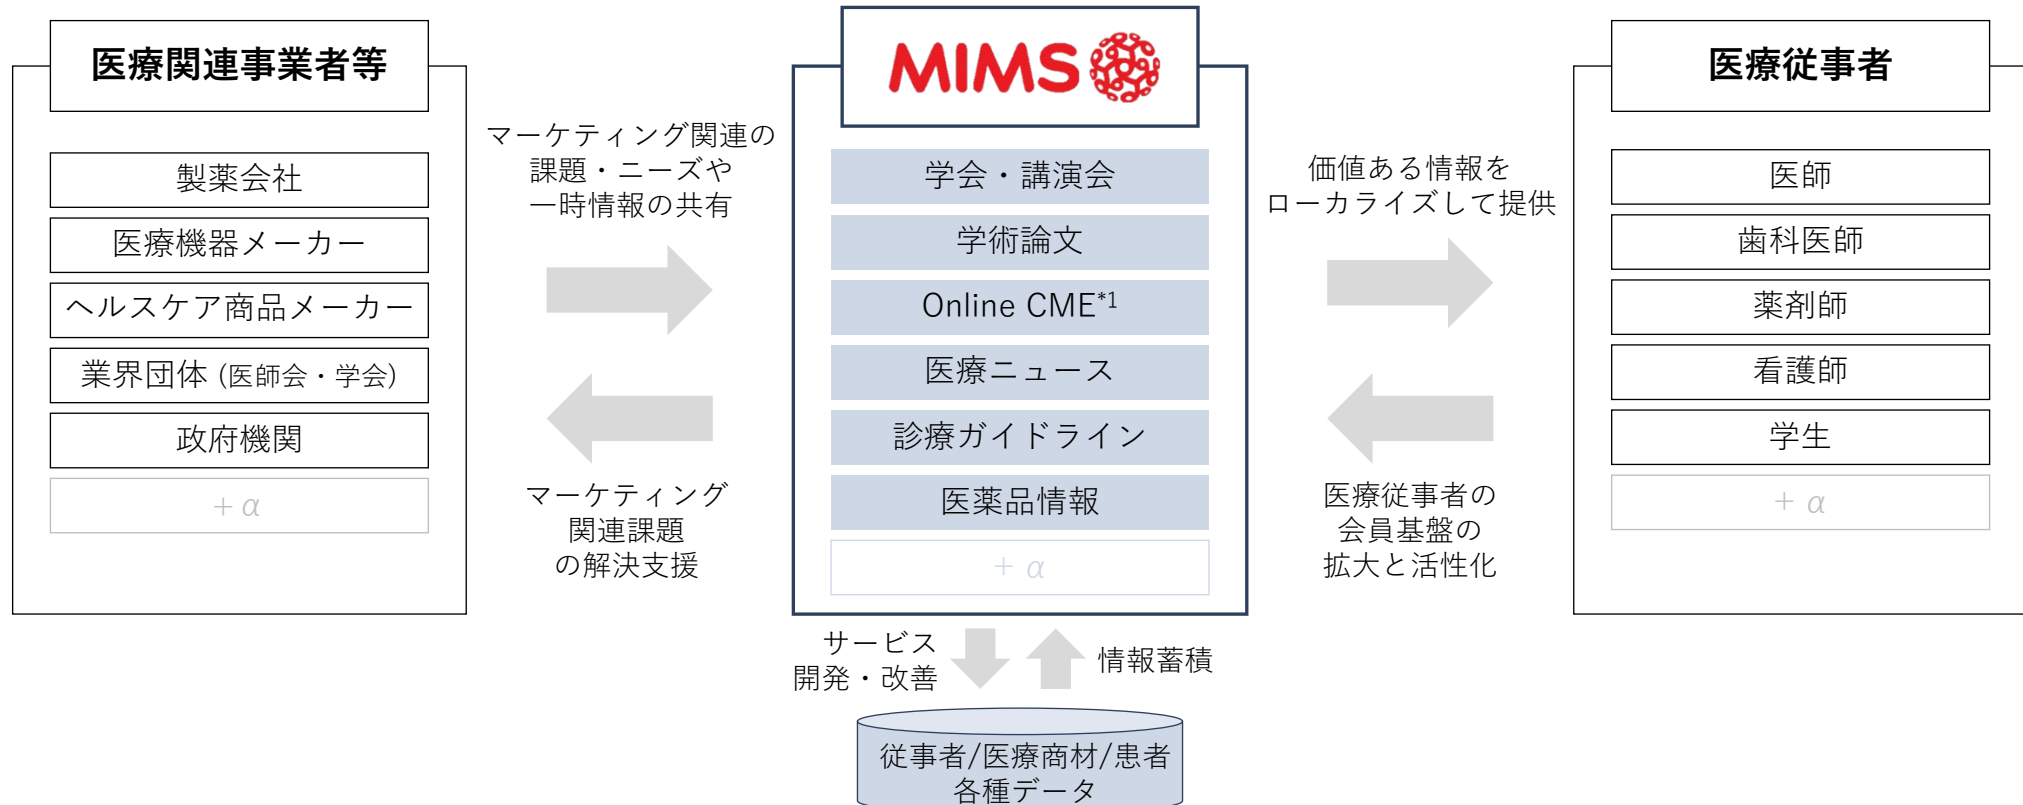 医療関連事業者等
製薬会社
医療機器メーカー
ヘルスケア商品メーカー
業界団体 (医師会・学会)
政府機関
+ α
マーケティング関連の
課題・ニーズや
一時情報の共有
マーケティング
関連課題
の解決支援
MIMS
学会・講演会
学術論文
Online CME*1
医療ニュース
診療ガイドライン
医薬品情報
+ α
価値ある情報を
ローカライズして提供
医療従事者の
会員基盤の
拡大と活性化
医療従事者
医師
歯科医師
薬剤師
看護師
学生
+ α
サービス
開発・改善
情報蓄積
従事者/医療商材/患者
各種データ